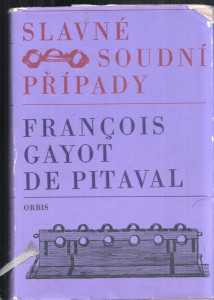 SLAVNÉ
SOUDNÍ
PŘÍPADY
FRANÇOIS
GAYOT
DE PITAVAL
ORBIS